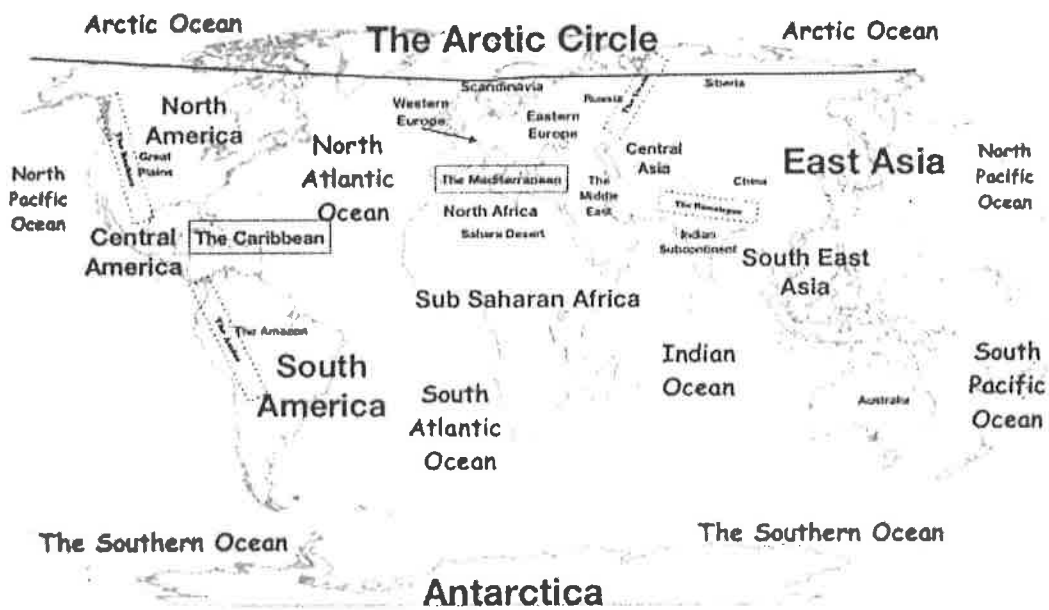 Arctic Ocean
The Arctic Circle
Arctic Ocean
Scandinavia
Russia
Siberia
Western
Europe
Eastern
Europe
North
America
Great
Plains
North
Atlantic
Ocean
Central
Asia
East Asia
North
Pacific
Ocean
North
Pacific
Ocean
The Mediterranean
The
Middle
East
China
The Himalayas
North Africa
Sahara Desert
Indian
Subcontinent
Central
America
The Caribbean
South East
Asia
Sub Saharan Africa
The Amazon
The Andes
South
America
South
Atlantic
Ocean
Indian
Ocean
Australia
South
Pacific
Ocean
The Southern Ocean
The Southern Ocean
Antarctica